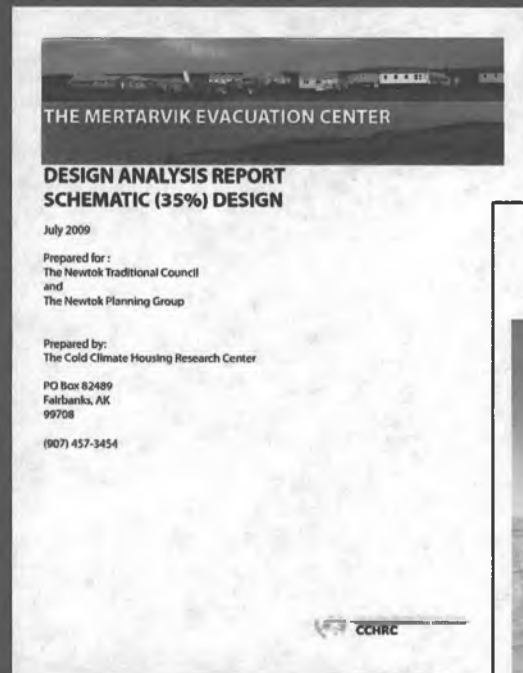 THE MERTARVIK EVACUATION CENTER
DESIGN ANALYSIS REPORT
SCHEMATIC (35%) DESIGN
July 2009
Prepared for :
The Newtok Traditional Council
and
The Newtok Planning Group
Prepared by:
The Cold Climate Housing Research Center
PO Box 82489
Fairbanks, AK
99708
(907) 457-3454
CCHRC